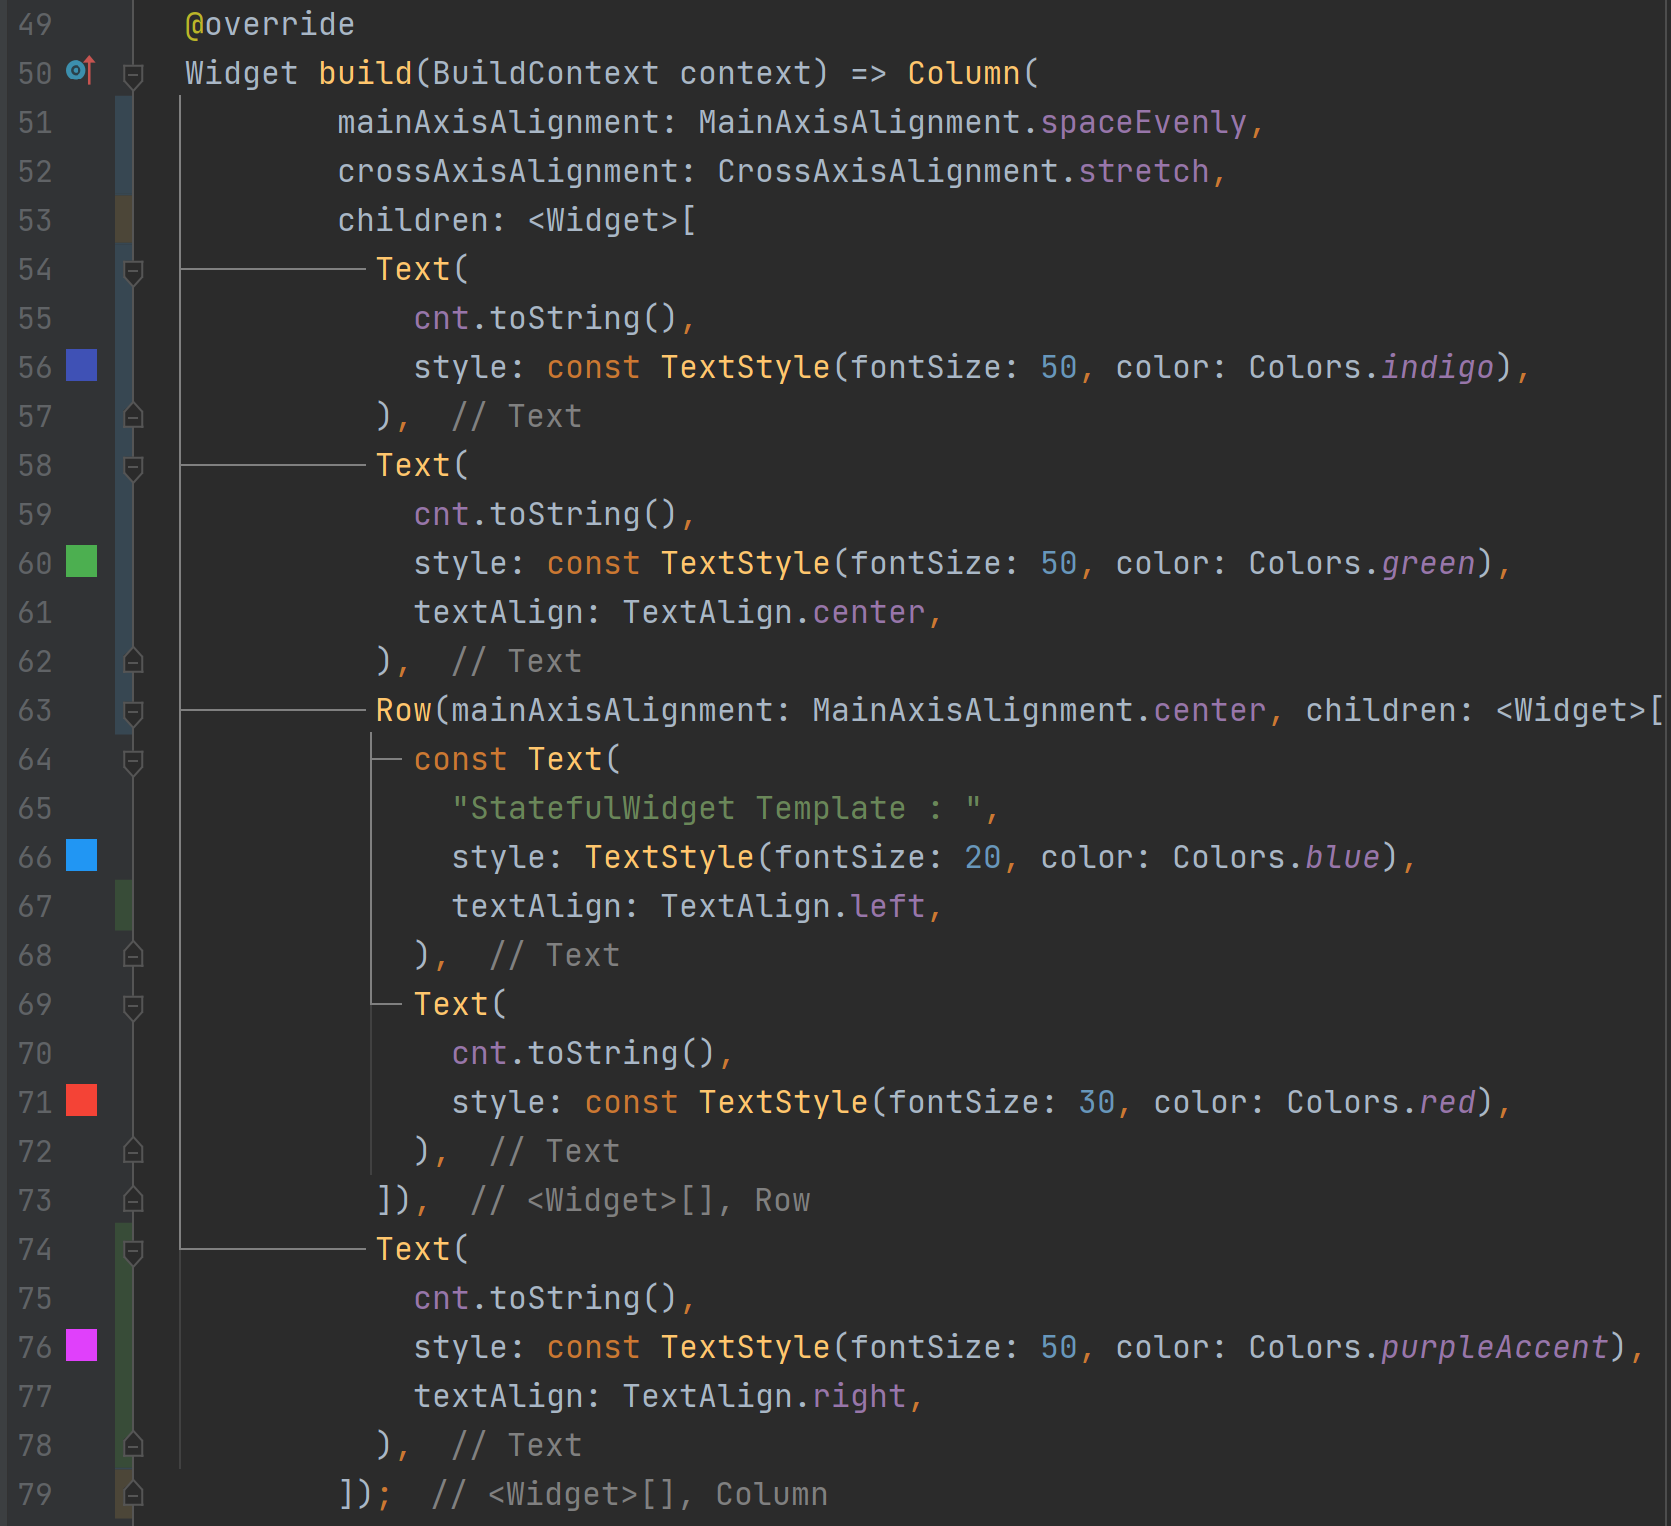 49 @override
50 Widget build(BuildContext context) => Column(
51 mainAxisAlignment: MainAxisAlignment.spaceEvenly,
52 crossAxisAlignment: CrossAxisAlignment.stretch,
53 children: <Widget>[
54 Text(
55 cnt.toString(),
56 style: const TextStyle(fontSize: 50, color: Colors.indigo),
57 ), // Text
58 Text(
59 cnt.toString(),
60 style: const TextStyle(fontSize: 50, color: Colors.green),
61 textAlign: TextAlign.center,
62 ), // Text
63 Row(mainAxisAlignment: MainAxisAlignment.center, children: <Widget>[
64 const Text(
65 "StatefulWidget Template : ",
66 style: TextStyle(fontSize: 20, color: Colors.blue),
67 textAlign: TextAlign.left,
68 ), // Text
69 Text(
70 cnt.toString(),
71 style: const TextStyle(fontSize: 30, color: Colors.red),
72 ), // Text
73 ]), // <Widget>[], Row
74 Text(
75 cnt.toString(),
76 style: const TextStyle(fontSize: 50, color: Colors.purpleAccent),
77 textAlign: TextAlign.right,
78 ), // Text
79 ]); // <Widget>[], Column